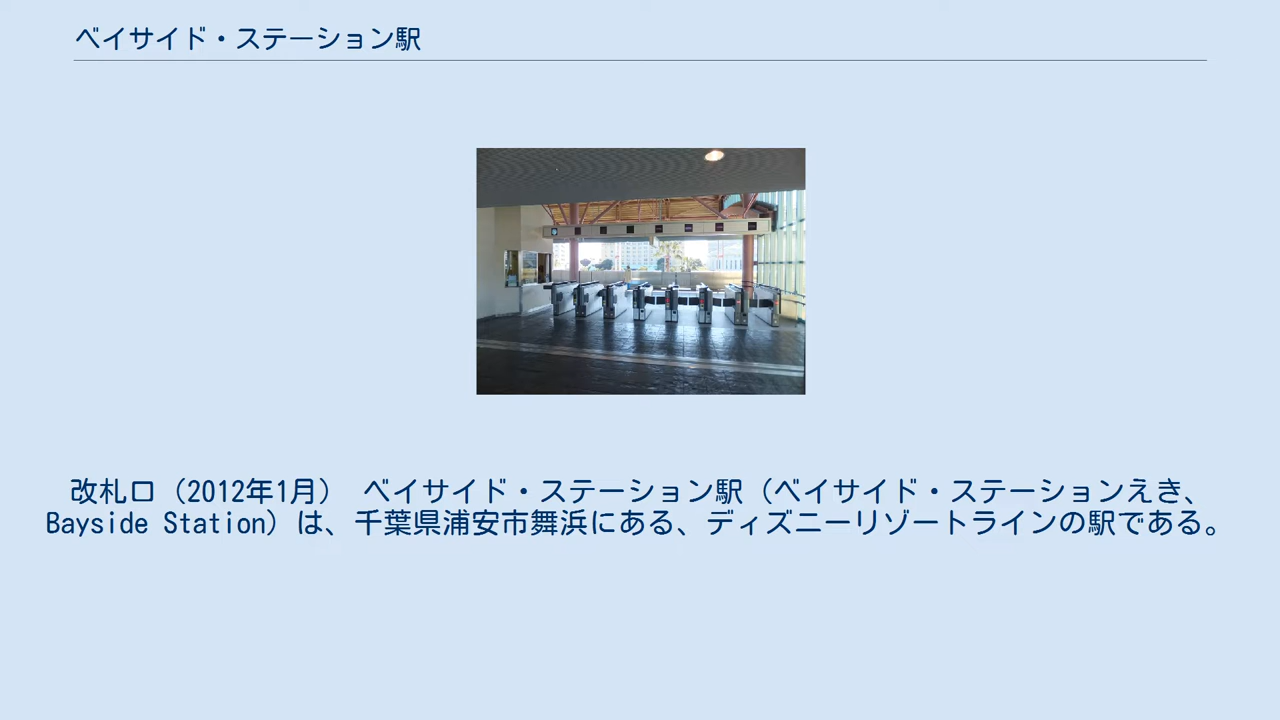 ベイサイド・ステーション駅
改札口（2012年1月） ベイサイド・ステーション駅（ベイサイド・ステーションえき、
Bayside Station）は、千葉県浦安市舞浜にある、ディズニーリゾートラインの駅である。